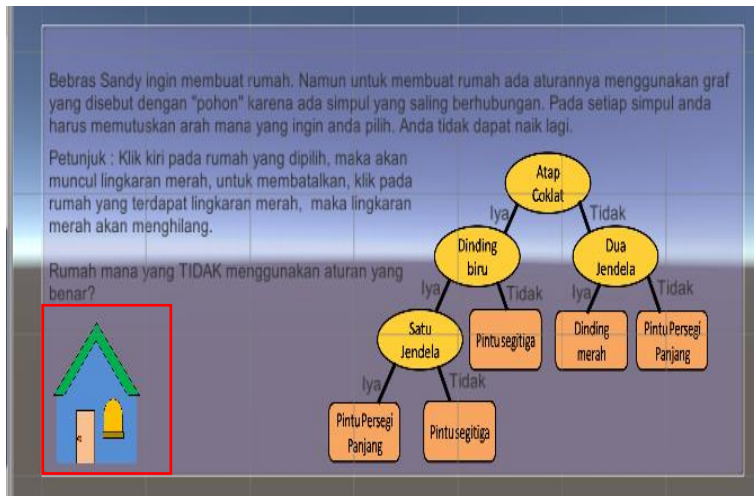 Bebras Sandy ingin membuat rumah. Namun untuk membuat rumah ada aturannya menggunakan graf
yang disebut dengan "pohon" karena ada simpul yang saling berhubungan. Pada setiap simpul anda
harus memutuskan arah mana yang ingin anda pilih. Anda tidak dapat naik lagi.
Petunjuk : Klik kiri pada rumah yang dipilih, maka akan
muncul lingkaran merah, untuk membatalkan, klik pada
rumah yang terdapat lingkaran merah, maka lingkaran
merah akan menghilang.
Rumah mana yang TIDAK menggunakan aturan yang
benar?
Atap
Coklat
Iya
Tidak
Dinding
biru
Dua
Jendela
Iya
Tidak
Iya
Tidak
Satu
Jendela
Pintu segitiga
Dinding
merah
Pintu Persegi
Panjang
Iya
Tidak
Pintu Persegi
Panjang
Pintu segitiga